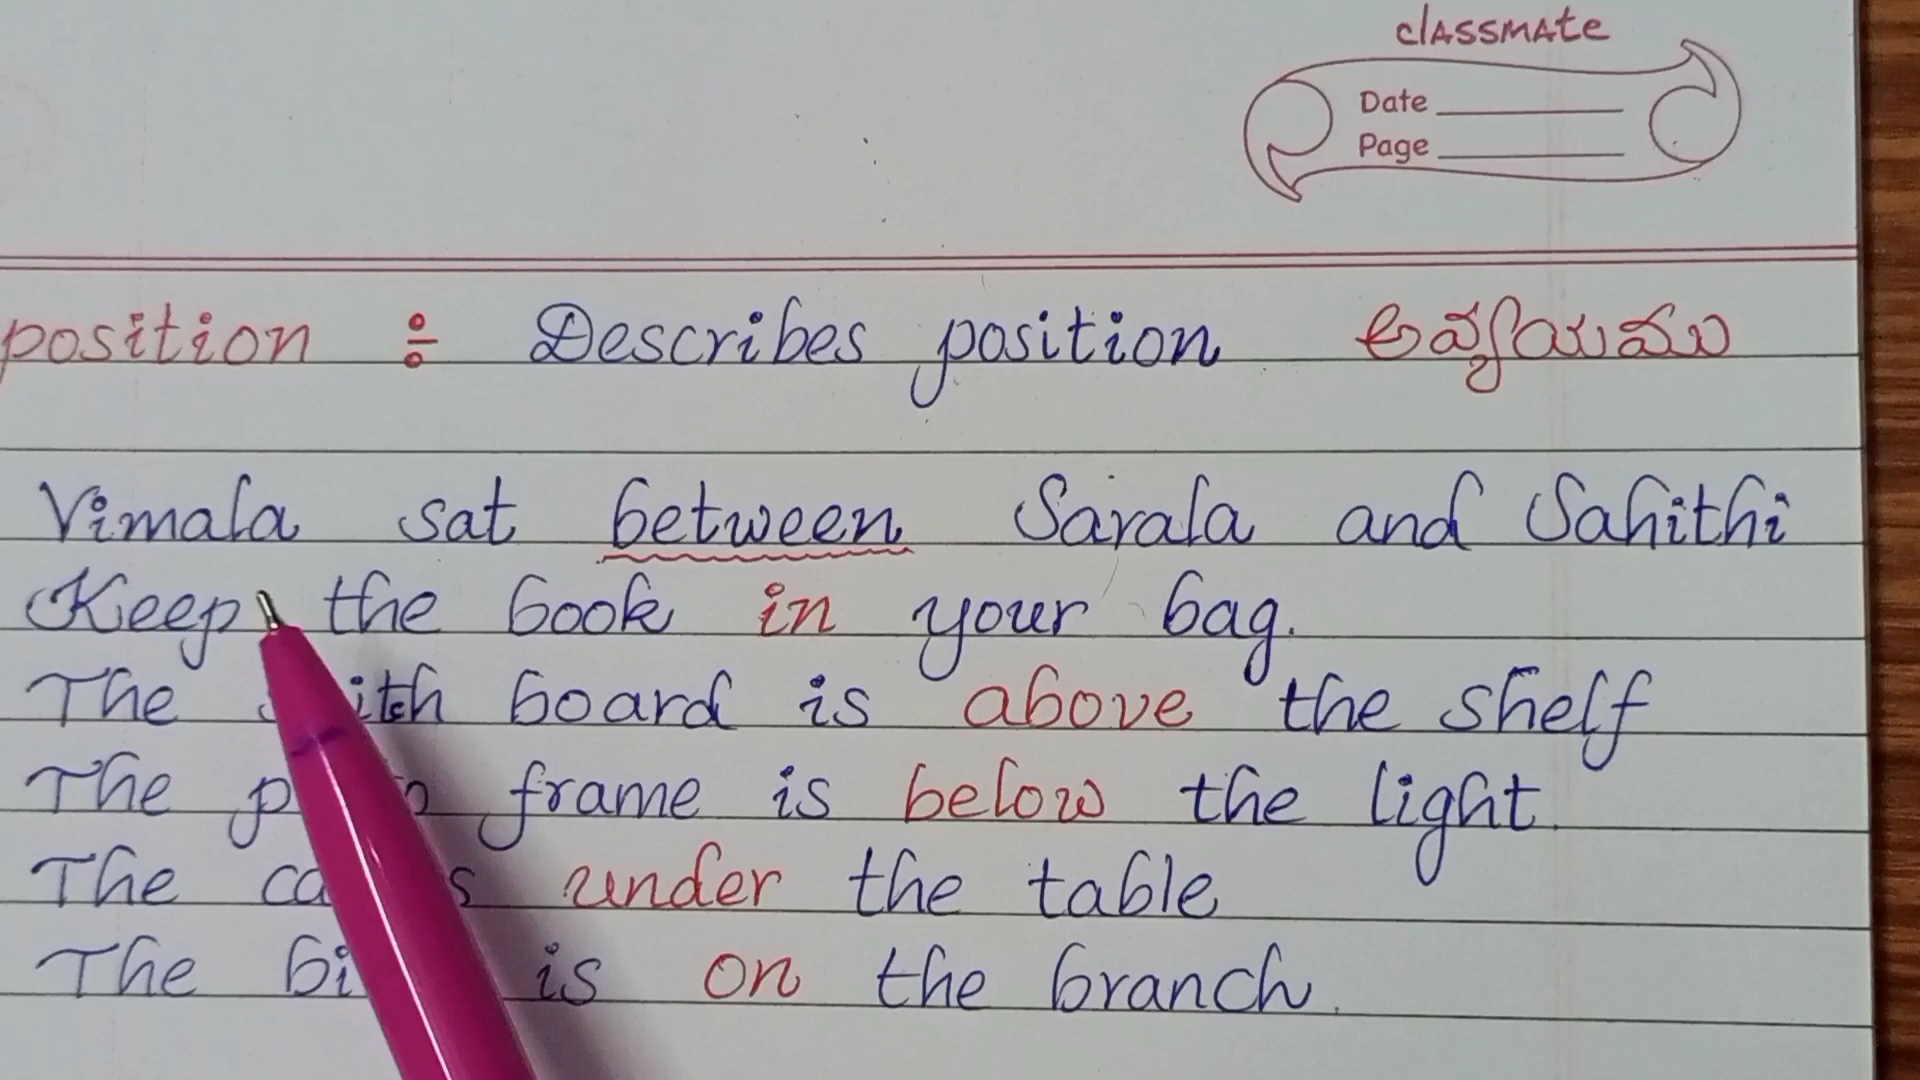 classmate
Date
Page
position ÷ Describes position అవ్యయము
Vimala sat between Sarala and Sahithi
Keep the book in your bag.
The board is above the shelf
The frame is below the light.
The under the table
The is on the branch.